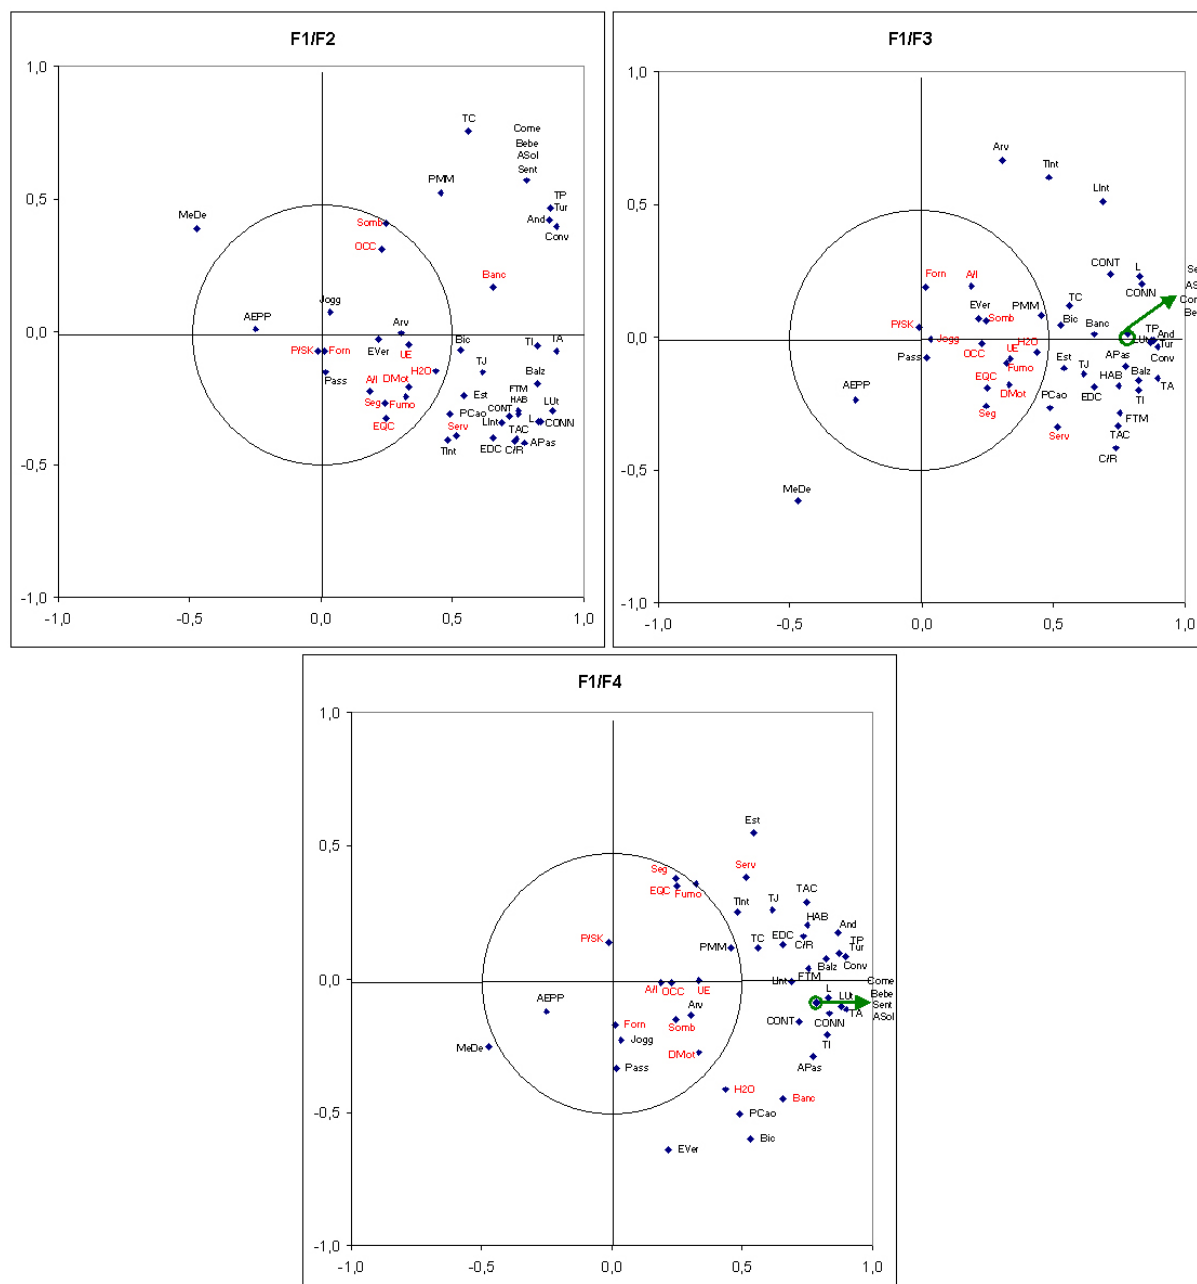 F1/F2
1,0
TC
Come
Bebe
ASol
Sent
PMM
0,5
TP
Tur
And
Conv
MeDe
Somb
OCC
Banc
Jogg
AEPP
Arv
0,0
P/SK
Forn
EVer
UE
Bic
TI
TA
Pass
A/I
DMot
H2O
TJ
Balz
Seg
Fumo
Est
FTM
HAB
LUt
EQC
PCao
CONT
LInt
L
CONN
TInt
Serv
EDC
TAC
C/R
APas
-0,5
-1,0
-1,0
-0,5
0,0
0,5
1,0
F1/F3
1,0
Arv
TInt
LInt
0,5
CONT
L
CONN
Se
AS
Com
Be
Forn
A/I
EVer
Somb
PMM
TC
Bic
Banc
TP
And
LUt
Tur
Conv
0,0
P/SK
Jogg
Pass
OCC
UE
H2O
Fumo
Est
APas
EQC
DMot
TJ
EDC
HAB
Balz
TI
TA
AEPP
Seg
PCao
Serv
FTM
TAC
C/R
-0,5
MeDe
-1,0
-1,0
-0,5
0,0
0,5
1,0
F1/F4
1,0
Est
0,5
Seg
EQC
Fumo
Serv
TInt
TJ
TAC
HAB
And
P/SK
PMM
TC
EDC
C/R
TP
Tur
Balz
Conv
0,0
A/I
OCC
UE
LInt
FTM
Come
Bebe
Sent
ASol
AEPP
Arv
L
LUt
TA
Forn
Somb
CONT
CONN
Jogg
TI
MeDe
Pass
DMot
APas
H2O
Banc
-0,5
PCao
Bic
EVer
-1,0
-1,0
-0,5
0,0
0,5
1,0